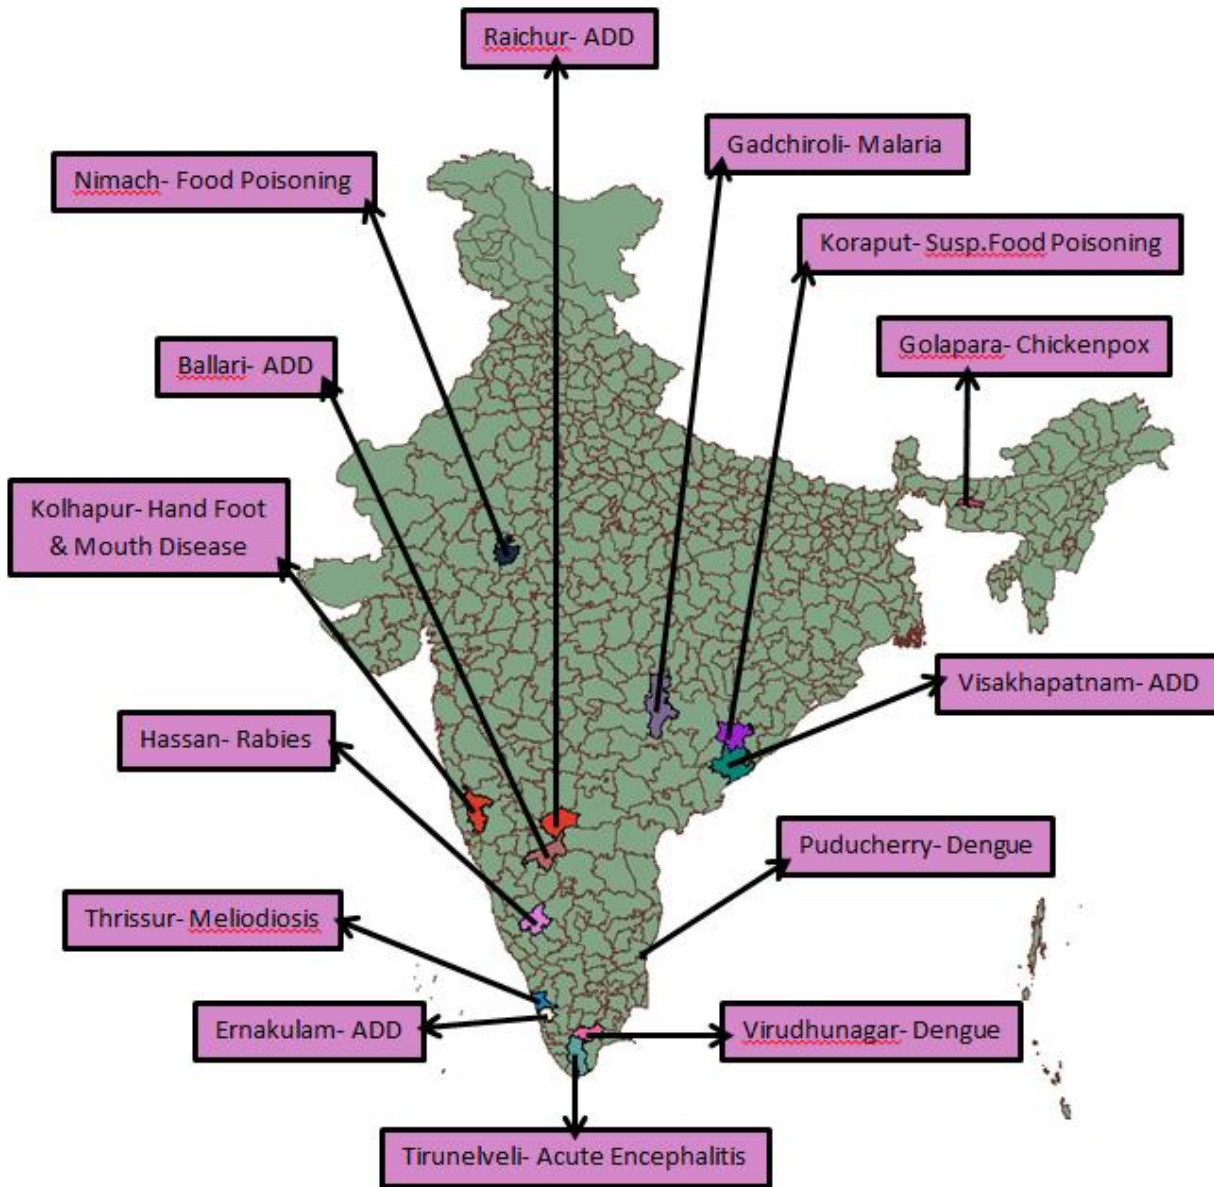 Raichur- ADD
Gadchiroli- Malaria
Nimach- Food Poisoning
Koraput- Susp.Food Poisoning
Golapara- Chickenpox
Ballari- ADD
Kolhapur- Hand Foot
& Mouth Disease
Visakhapatnam- ADD
Hassan- Rabies
Puducherry- Dengue
Thrissur- Meliodiosis
Ernakulam- ADD
Virudhunagar- Dengue
Tirunelveli- Acute Encephalitis